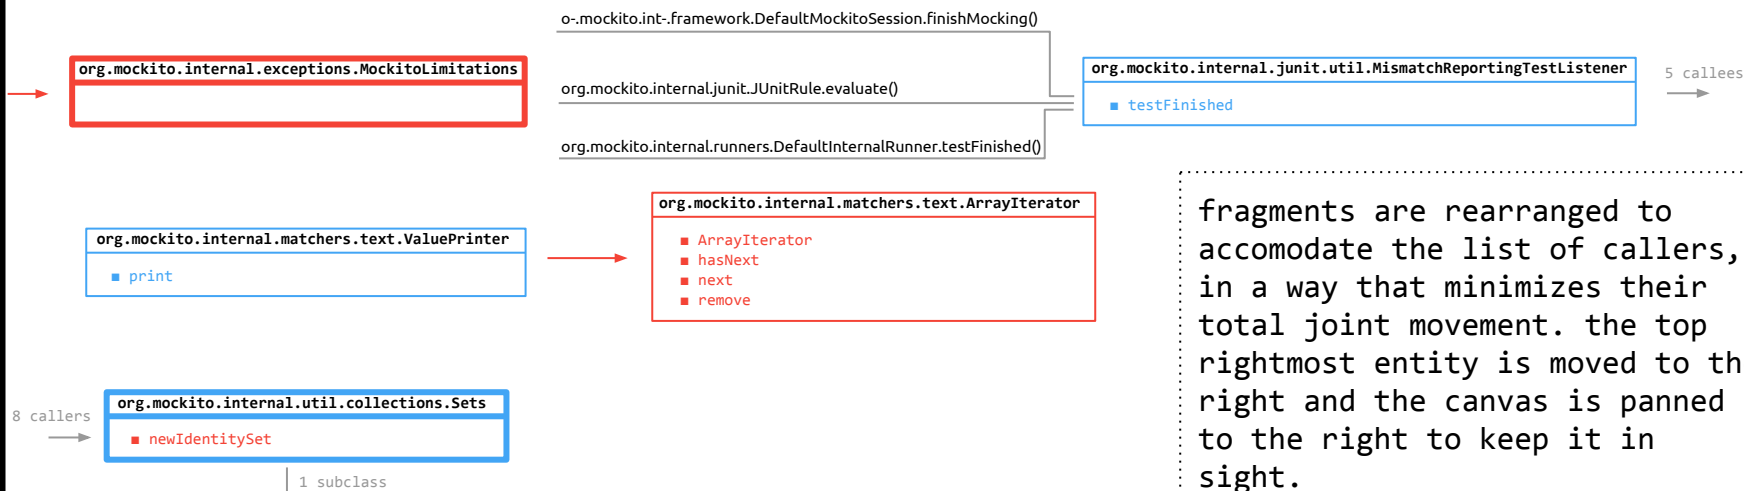 o-.mockito.int-.framework.DefaultMockitoSession.finishMocking()
org.mockito.internal.exceptions.MockitoLimitations
org.mockito.internal.junit.JUnitRule.evaluate()
org.mockito.internal.runners.DefaultInternalRunner.testFinished()
org.mockito.internal.junit.util.MismatchReportingTestListener
testFinished
5 callees
org.mockito.internal.matchers.text.ValuePrinter
print
org.mockito.internal.matchers.text.ArrayIterator
ArrayIterator
hasNext
next
remove
fragments are rearranged to
accomodate the list of callers,
in a way that minimizes their
total joint movement. the top
rightmost entity is moved to th
right and the canvas is panned
to the right to keep it in
sight.
8 callers
org.mockito.internal.util.collections.Sets
newIdentitySet
1 subclass